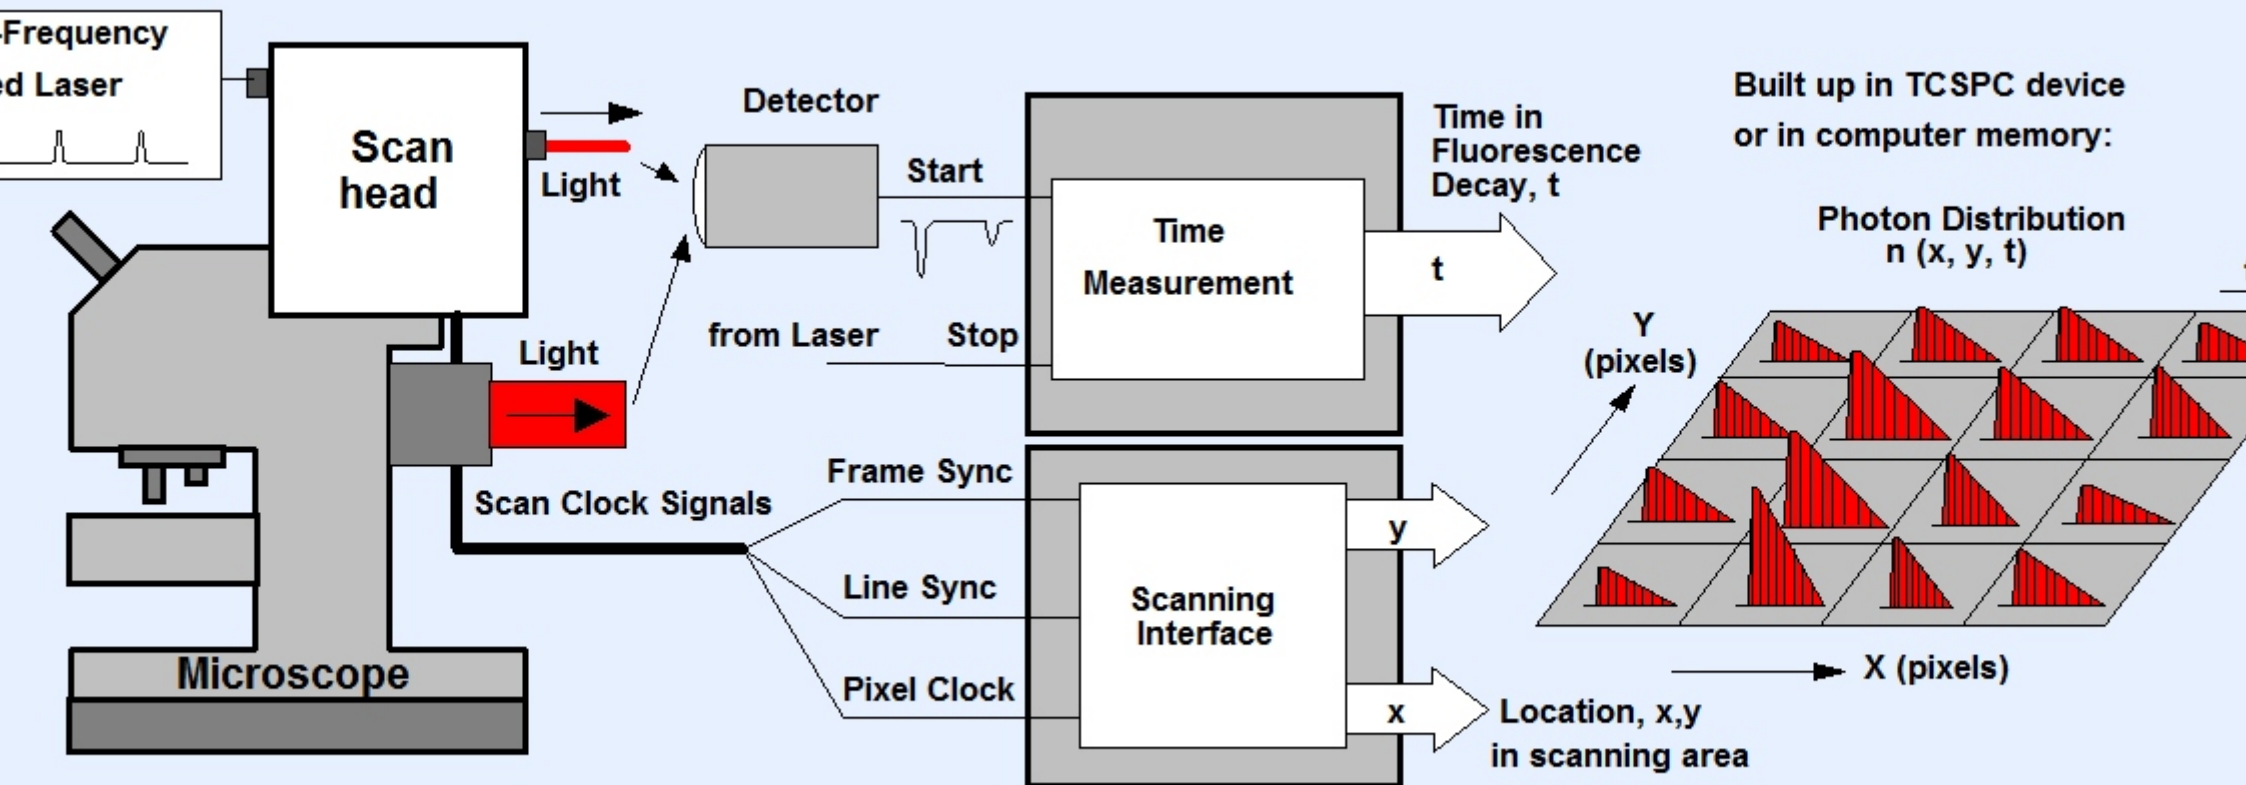 -Frequency
ed Laser
Scan
head
Light
Detector
Start
Time
Measurement
from Laser
Stop
Time in
Fluorescence
Decay, t
t
Built up in TCSPC device
or in computer memory:
Photon Distribution
n (x, y, t)
Y
(pixels)
Light
Scan Clock Signals
Frame Sync
Line Sync
Pixel Clock
Scanning
Interface
y
x
Location, x,y
in scanning area
X (pixels)
Microscope